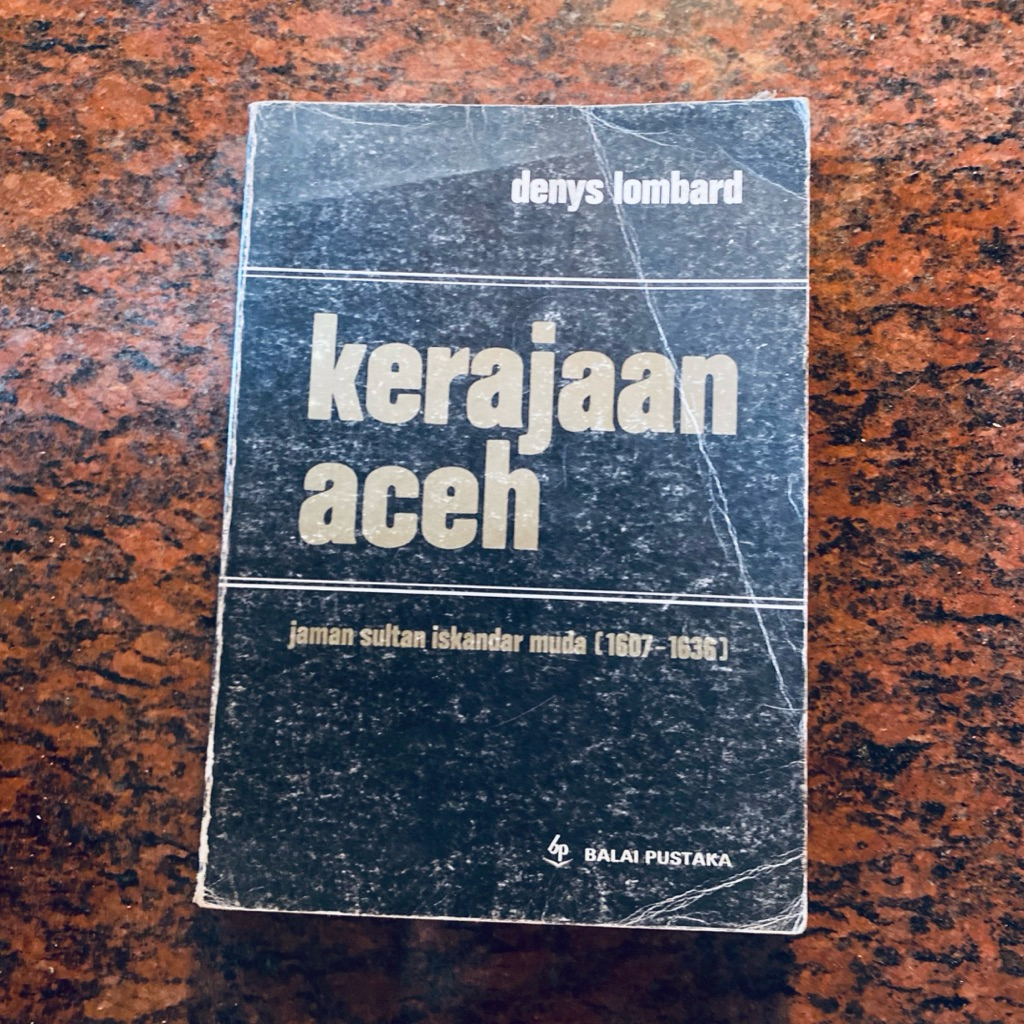 denys lombard
kerajaan
aceh
jaman sultan iskandar muda (1607-1636)
bp BALAI PUSTAKA